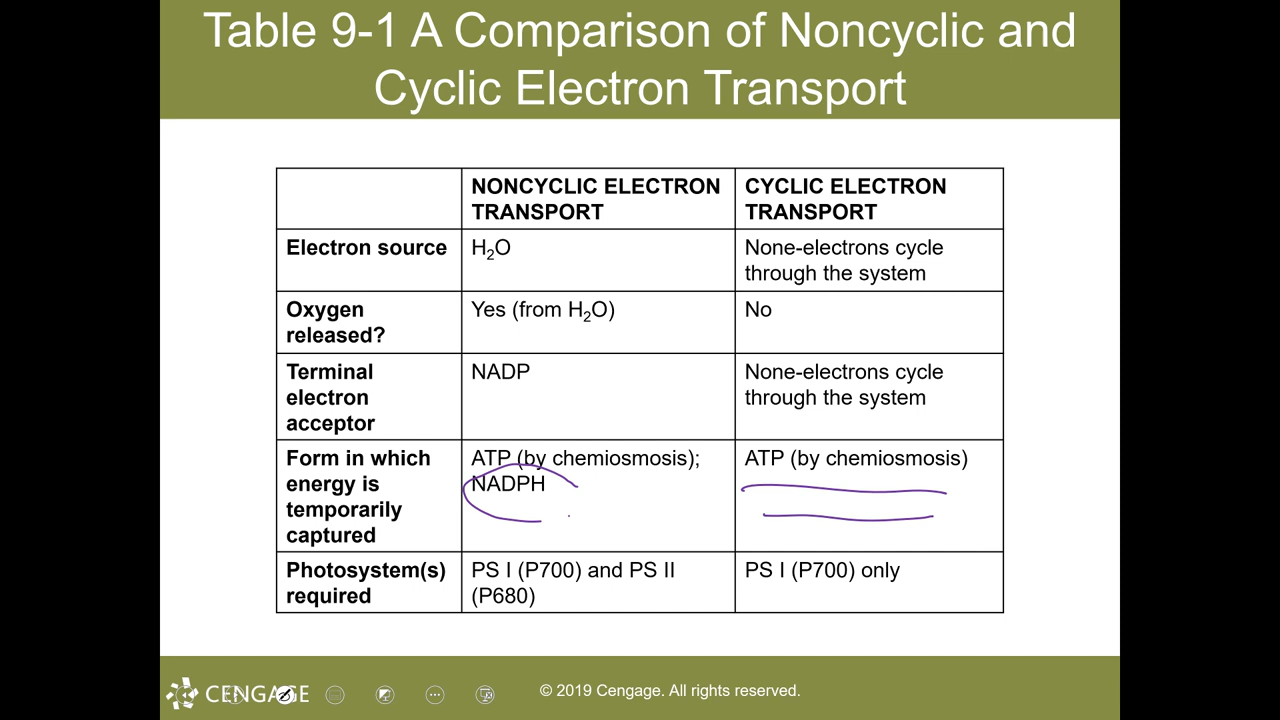 Table 9-1 A Comparison of Noncyclic and
Cyclic Electron Transport
NONCYCLIC ELECTRON
TRANSPORT
CYCLIC ELECTRON
TRANSPORT
Electron source
H₂O
None-electrons cycle
through the system
Oxygen
released?
Yes (from H₂O)
No
Terminal
electron
acceptor
NADP
None-electrons cycle
through the system
Form in which
energy is
temporarily
captured
ATP (by chemiosmosis);
NADPH
ATP (by chemiosmosis)
Photosystem(s)
required
PS I (P700) and PS II
(P680)
PS I (P700) only
CENGAGE
© 2019 Cengage. All rights reserved.